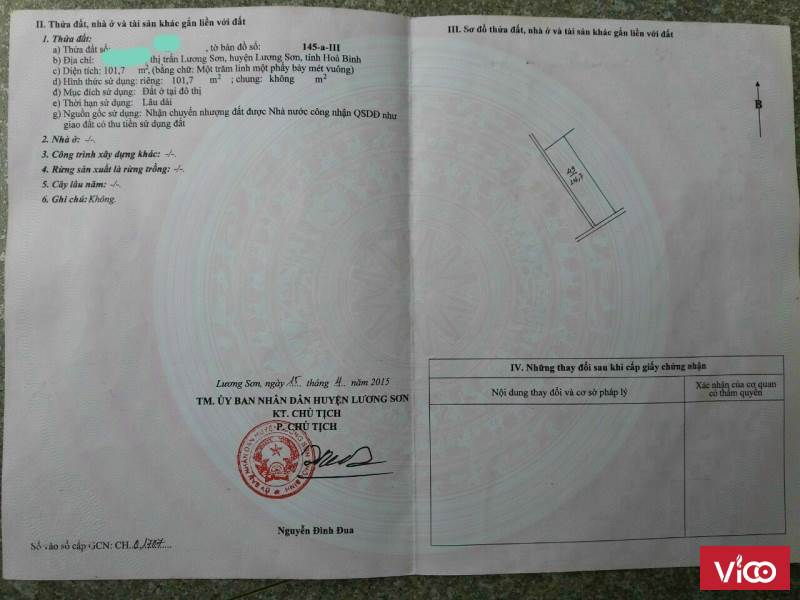 II. Thửa đất, nhà ở và tài sản khác gắn liền với đất
1. Thửa đất:
a) Thửa đất số: , tờ bản đồ số: 145-a-III
b) Địa chỉ: thị trấn Lương Sơn, huyện Lương Sơn, tỉnh Hoà Bình
c) Diện tích: 101,7 m², (bằng chữ: Một trăm linh một phẩy bảy mét vuông)
d) Hình thức sử dụng: riêng: 101,7 m² ; chung: không m²
đ) Mục đích sử dụng: Đất ở tại đô thị
e) Thời hạn sử dụng: Lâu dài
g) Nguồn gốc sử dụng: Nhận chuyển nhượng đất được Nhà nước công nhận QSDĐ như
giao đất có thu tiền sử dụng đất
2. Nhà ở: -/-.
3. Công trình xây dựng khác: -/-.
4. Rừng sản xuất là rừng trồng: -/-.
5. Cây lâu năm: -/-.
6. Ghi chú: Không.
Lương Sơn, ngày 15 tháng 4 năm 2015
TM. ỦY BAN NHÂN DÂN HUYỆN LƯƠNG SƠN
KT. CHỦ TỊCH
P. CHỦ TỊCH
Nguyễn Đình Đua
Số vào sổ cấp GCN: CH.01707
III. Sơ đồ thửa đất, nhà ở và tài sản khác gắn liền với đất
B
IV. Những thay đổi sau khi cấp giấy chứng nhận
Nội dung thay đổi và cơ sở pháp lý
Xác nhận của cơ quan
có thẩm quyền
ViCO